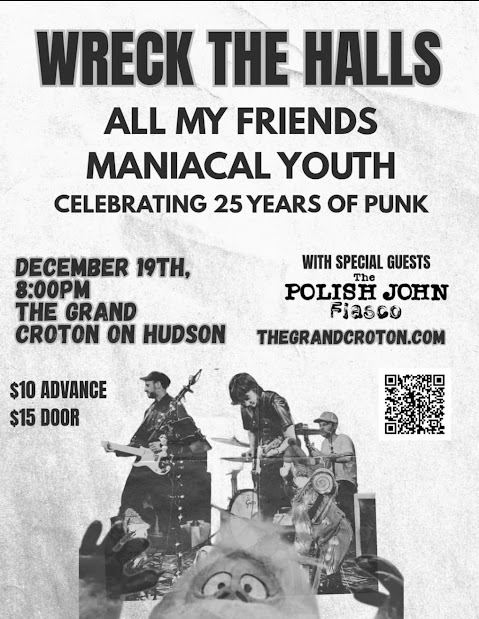 WRECK THE HALLS
ALL MY FRIENDS
MANIACAL YOUTH
CELEBRATING 25 YEARS OF PUNK
DECEMBER 19TH,
8:00PM
THE GRAND
CROTON ON HUDSON
WITH SPECIAL GUESTS
The
POLISH JOHN
Fiasco
THEGRANDCROTON.COM
$10 ADVANCE
$15 DOOR